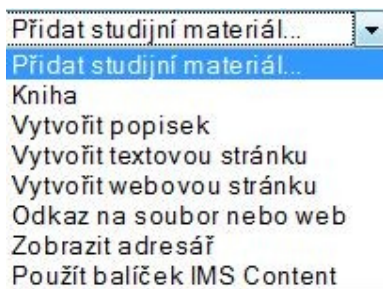 Přidat studijní materiál...
Přidat studijní materiál...
Kniha
Vytvořit popisek
Vytvořit textovou stránku
Vytvořit webovou stránku
Odkaz na soubor nebo web
Zobrazit adresář
Použít balíček IMS Content